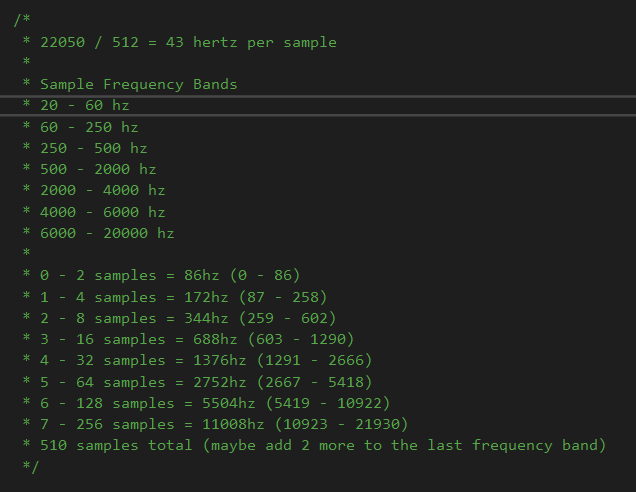 /*
* 22050 / 512 = 43 hertz per sample
*
* Sample Frequency Bands
* 20 - 60 hz
* 60 - 250 hz
* 250 - 500 hz
* 500 - 2000 hz
* 2000 - 4000 hz
* 4000 - 6000 hz
* 6000 - 20000 hz
*
* 0 - 2 samples = 86hz (0 - 86)
* 1 - 4 samples = 172hz (87 - 258)
* 2 - 8 samples = 344hz (259 - 602)
* 3 - 16 samples = 688hz (603 - 1290)
* 4 - 32 samples = 1376hz (1291 - 2666)
* 5 - 64 samples = 2752hz (2667 - 5418)
* 6 - 128 samples = 5504hz (5419 - 10922)
* 7 - 256 samples = 11008hz (10923 - 21930)
* 510 samples total (maybe add 2 more to the last frequency band)
*/